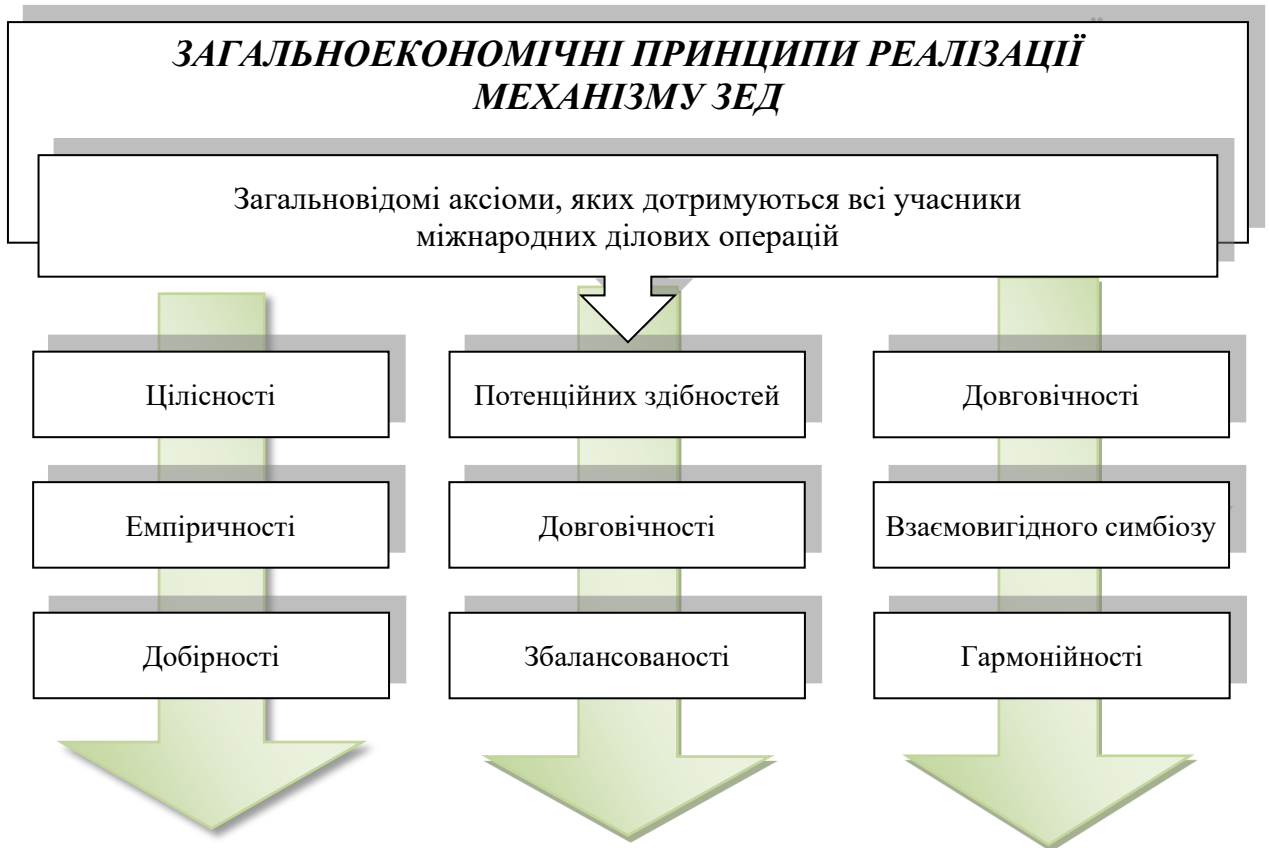 ЗАГАЛЬНОЕКОНОМІЧНІ ПРИНЦИПИ РЕАЛІЗАЦІЇ
МЕХАНІЗМУ ЗЕД
Загальновідомі аксіоми, яких дотримуються всі учасники
міжнародних ділових операцій
Цілісності
Потенційних здібностей
Довговічності
Емпіричності
Довговічності
Взаємовигідного симбіозу
Добірності
Збалансованості
Гармонійності